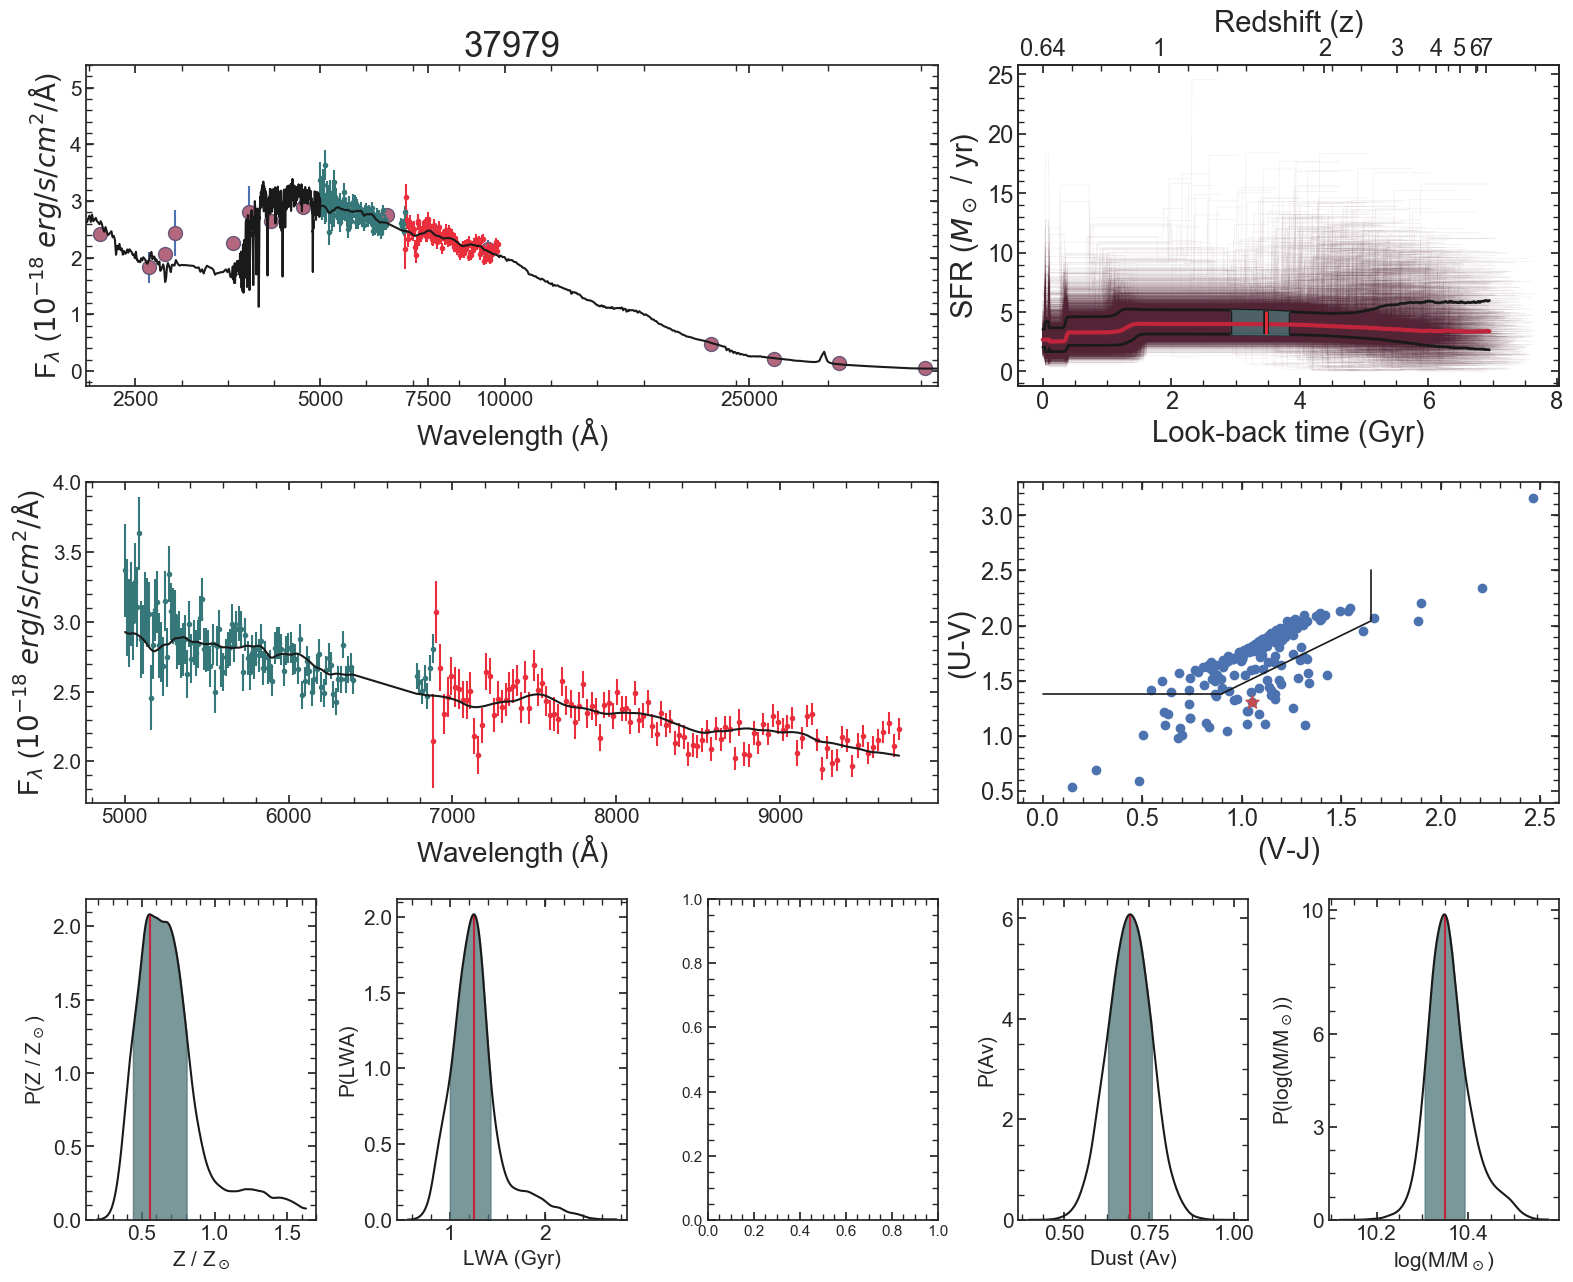 37979
5
4
3
2
1
0
F_λ (10^−18 erg/s/cm^2/Å)
2500 5000 7500 10000 25000
Wavelength (Å)
Redshift (z)
0.64 1 2 3 4 5 6 7
25
20
15
10
5
0
SFR (M_⊙ / yr)
0 2 4 6 8
Look-back time (Gyr)
4.0
3.5
3.0
2.5
2.0
F_λ (10^−18 erg/s/cm^2/Å)
5000 6000 7000 8000 9000
Wavelength (Å)
3.0
2.5
2.0
1.5
1.0
0.5
(U-V)
0.0 0.5 1.0 1.5 2.0 2.5
(V-J)
2.0
1.5
1.0
0.5
0.0
P(Z / Z_⊙)
0.5 1.0 1.5
Z / Z_⊙
2.0
1.5
1.0
0.5
0.0
P(LWA)
1 2
LWA (Gyr)
1.0
0.8
0.6
0.4
0.2
0.0
0.0 0.2 0.4 0.6 0.8 1.0
6
4
2
0
P(Av)
0.50 0.75 1.00
Dust (Av)
10
6
3
0
P(log(M/M_⊙))
10.2 10.4
log(M/M_⊙)